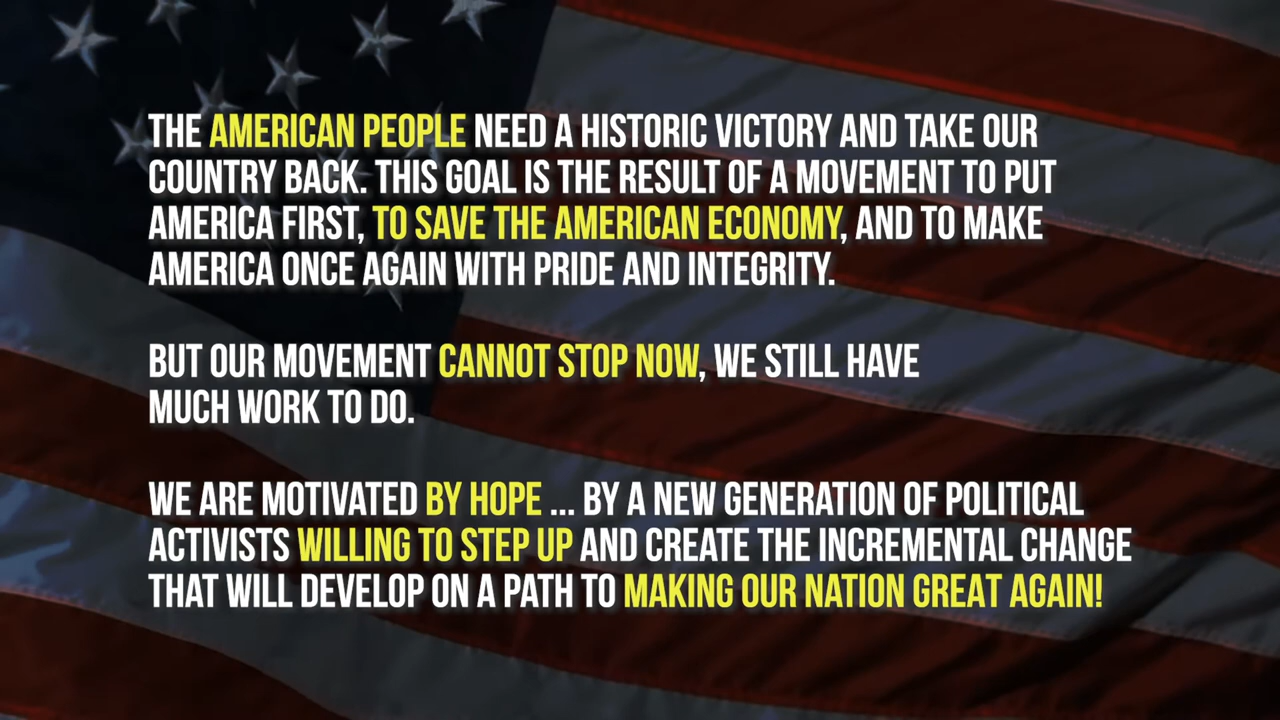 THE AMERICAN PEOPLE NEED A HISTORIC VICTORY AND TAKE OUR
COUNTRY BACK. THIS GOAL IS THE RESULT OF A MOVEMENT TO PUT
AMERICA FIRST, TO SAVE THE AMERICAN ECONOMY, AND TO MAKE
AMERICA ONCE AGAIN WITH PRIDE AND INTEGRITY.
BUT OUR MOVEMENT CANNOT STOP NOW, WE STILL HAVE
MUCH WORK TO DO.
WE ARE MOTIVATED BY HOPE ... BY A NEW GENERATION OF POLITICAL
ACTIVISTS WILLING TO STEP UP AND CREATE THE INCREMENTAL CHANGE
THAT WILL DEVELOP ON A PATH TO MAKING OUR NATION GREAT AGAIN!